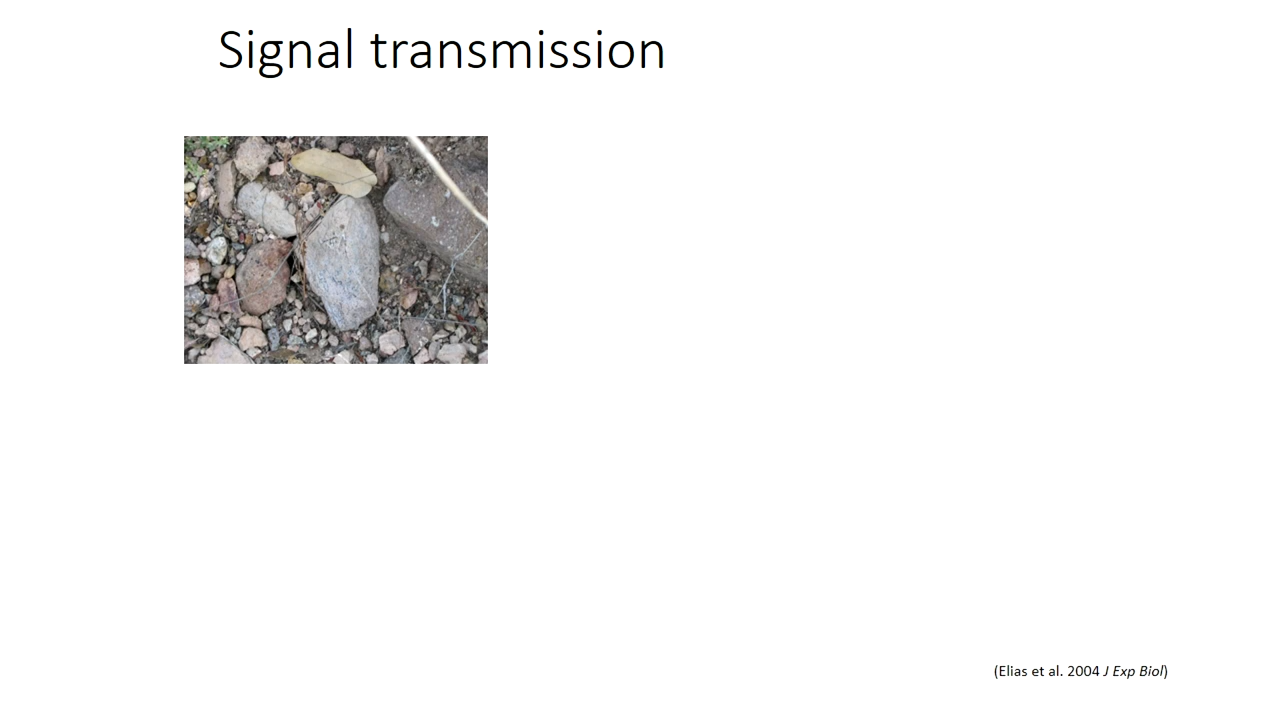 Signal transmission
(Elias et al. 2004 J Exp Biol)